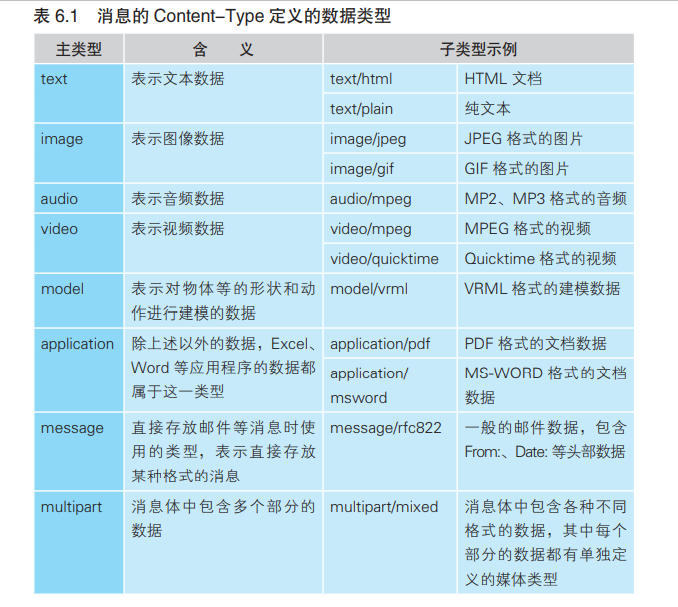 表 6.1 消息的 Content-Type 定义的数据类型
主类型 含 义 子类型示例
text 表示文本数据 text/html HTML 文档
text/plain 纯文本
image 表示图像数据 image/jpeg JPEG 格式的图片
image/gif GIF 格式的图片
audio 表示音频数据 audio/mpeg MP2、MP3 格式的音频
video 表示视频数据 video/mpeg MPEG 格式的视频
video/quicktime Quicktime 格式的视频
model 表示对物体等的形状和动 model/vrml VRML 格式的建模数据
作进行建模的数据
application 除上述以外的数据，Excel、 application/pdf PDF 格式的文档数据
Word 等应用程序的数据都 application/ MS-WORD 格式的文档
属于这一类型 msword 数据
message 直接存放邮件等消息时使 message/rfc822 一般的邮件数据，包含
用的类型，表示直接存放 From:、Date: 等头部数据
某种格式的消息
multipart 消息体中包含多个部分的 multipart/mixed 消息体中包含各种不同
数据 格式的数据，其中每个
部分的数据都有单独定
义的媒体类型